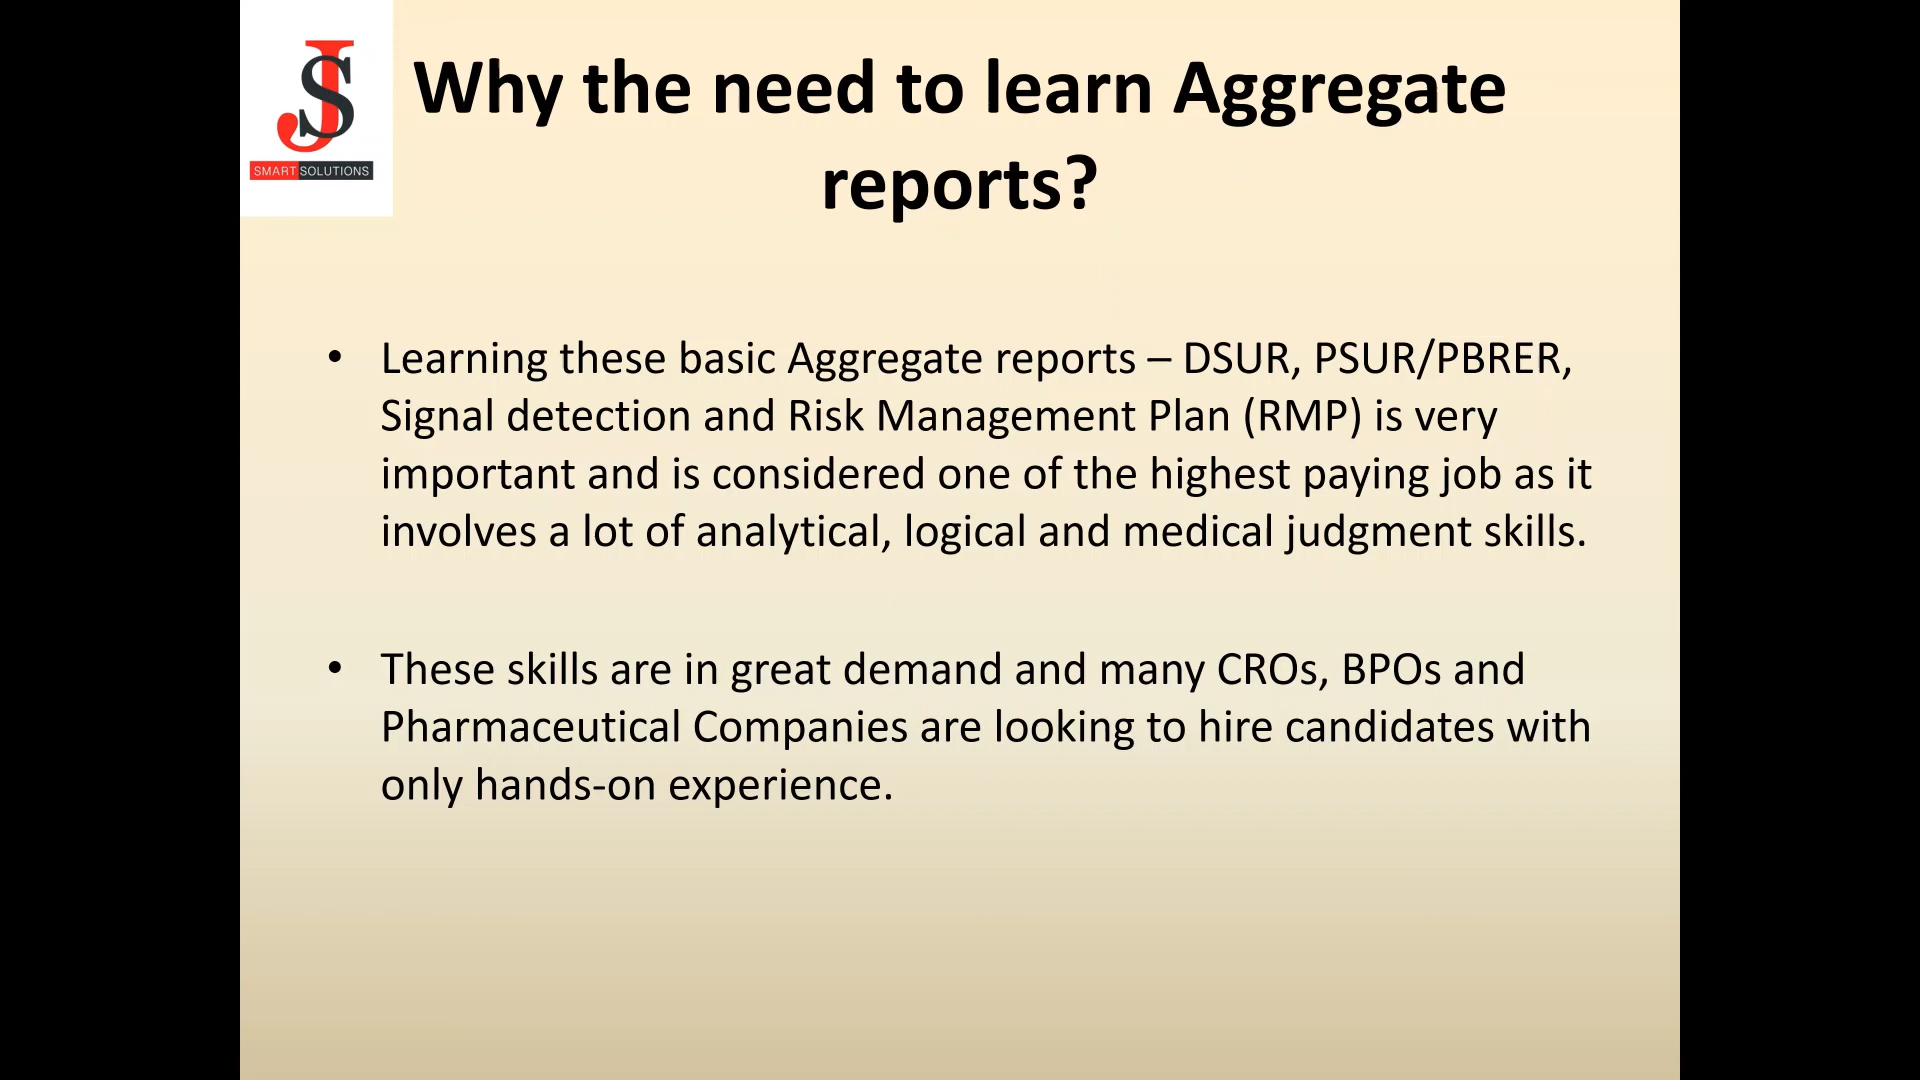 JS
SMART SOLUTIONS
Why the need to learn Aggregate
reports?
• Learning these basic Aggregate reports – DSUR, PSUR/PBRER,
Signal detection and Risk Management Plan (RMP) is very
important and is considered one of the highest paying job as it
involves a lot of analytical, logical and medical judgment skills.
• These skills are in great demand and many CROs, BPOs and
Pharmaceutical Companies are looking to hire candidates with
only hands-on experience.